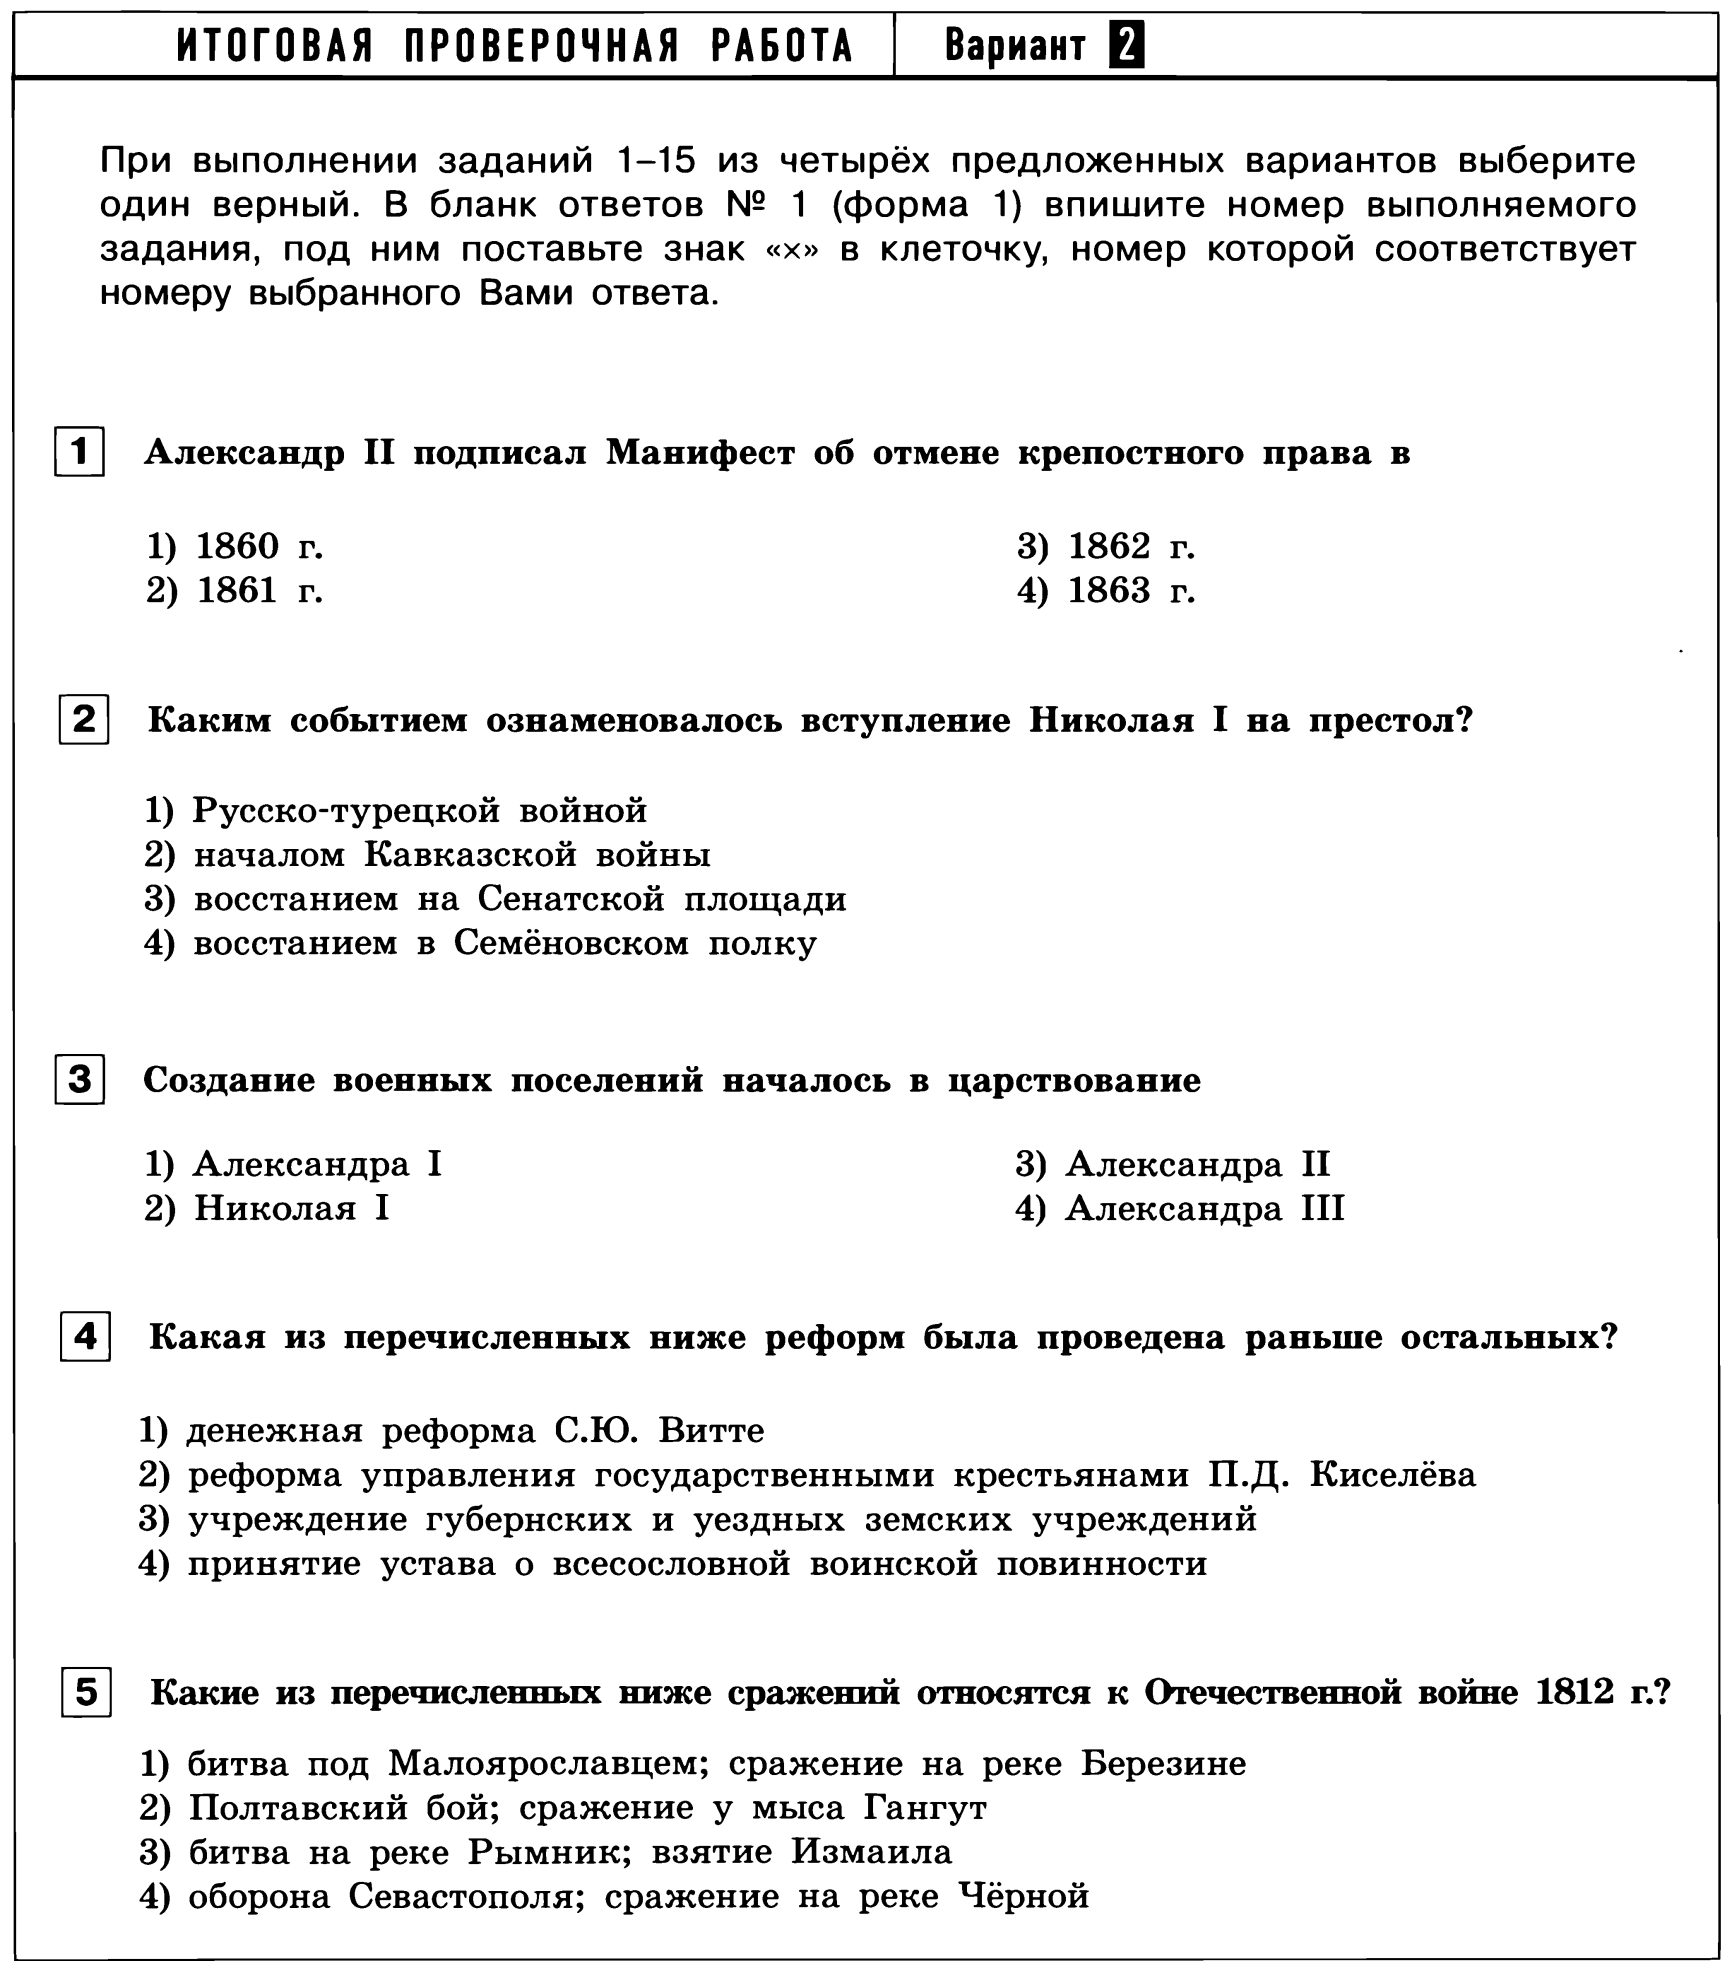 ИТОГОВАЯ ПРОВЕРОЧНАЯ РАБОТА Вариант 2
При выполнении заданий 1–15 из четырёх предложенных вариантов выберите
один верный. В бланк ответов № 1 (форма 1) впишите номер выполняемого
задания, под ним поставьте знак «×» в клеточку, номер которой соответствует
номеру выбранного Вами ответа.
1 Александр II подписал Манифест об отмене крепостного права в
1) 1860 г. 3) 1862 г.
2) 1861 г. 4) 1863 г.
2 Каким событием ознаменовалось вступление Николая I на престол?
1) Русско-турецкой войной
2) началом Кавказской войны
3) восстанием на Сенатской площади
4) восстанием в Семёновском полку
3 Создание военных поселений началось в царствование
1) Александра I 3) Александра II
2) Николая I 4) Александра III
4 Какая из перечисленных ниже реформ была проведена раньше остальных?
1) денежная реформа С.Ю. Витте
2) реформа управления государственными крестьянами П.Д. Киселёва
3) учреждение губернских и уездных земских учреждений
4) принятие устава о всесословной воинской повинности
5 Какие из перечисленных ниже сражений относятся к Отечественной войне 1812 г.?
1) битва под Малоярославцем; сражение на реке Березине
2) Полтавский бой; сражение у мыса Гангут
3) битва на реке Рымник; взятие Измаила
4) оборона Севастополя; сражение на реке Чёрной